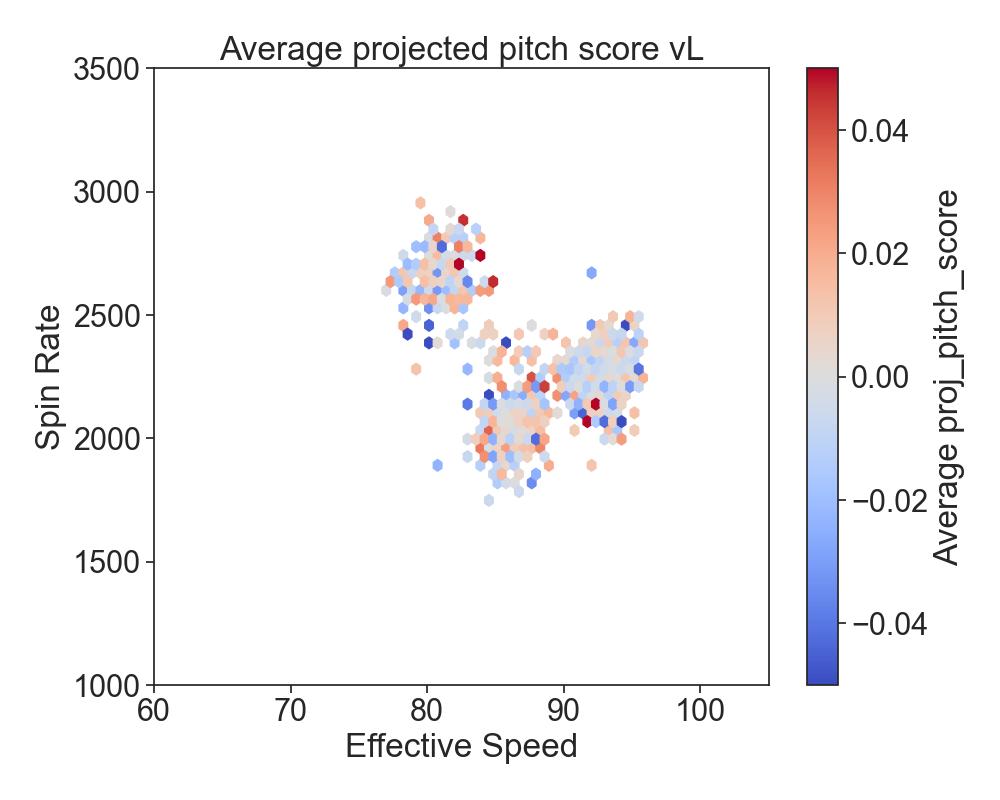 Average projected pitch score vL
3500
3000
2500
2000
1500
1000
Spin Rate
60 70 80 90 100
Effective Speed
0.04
0.02
0.00
−0.02
−0.04
Average proj_pitch_score